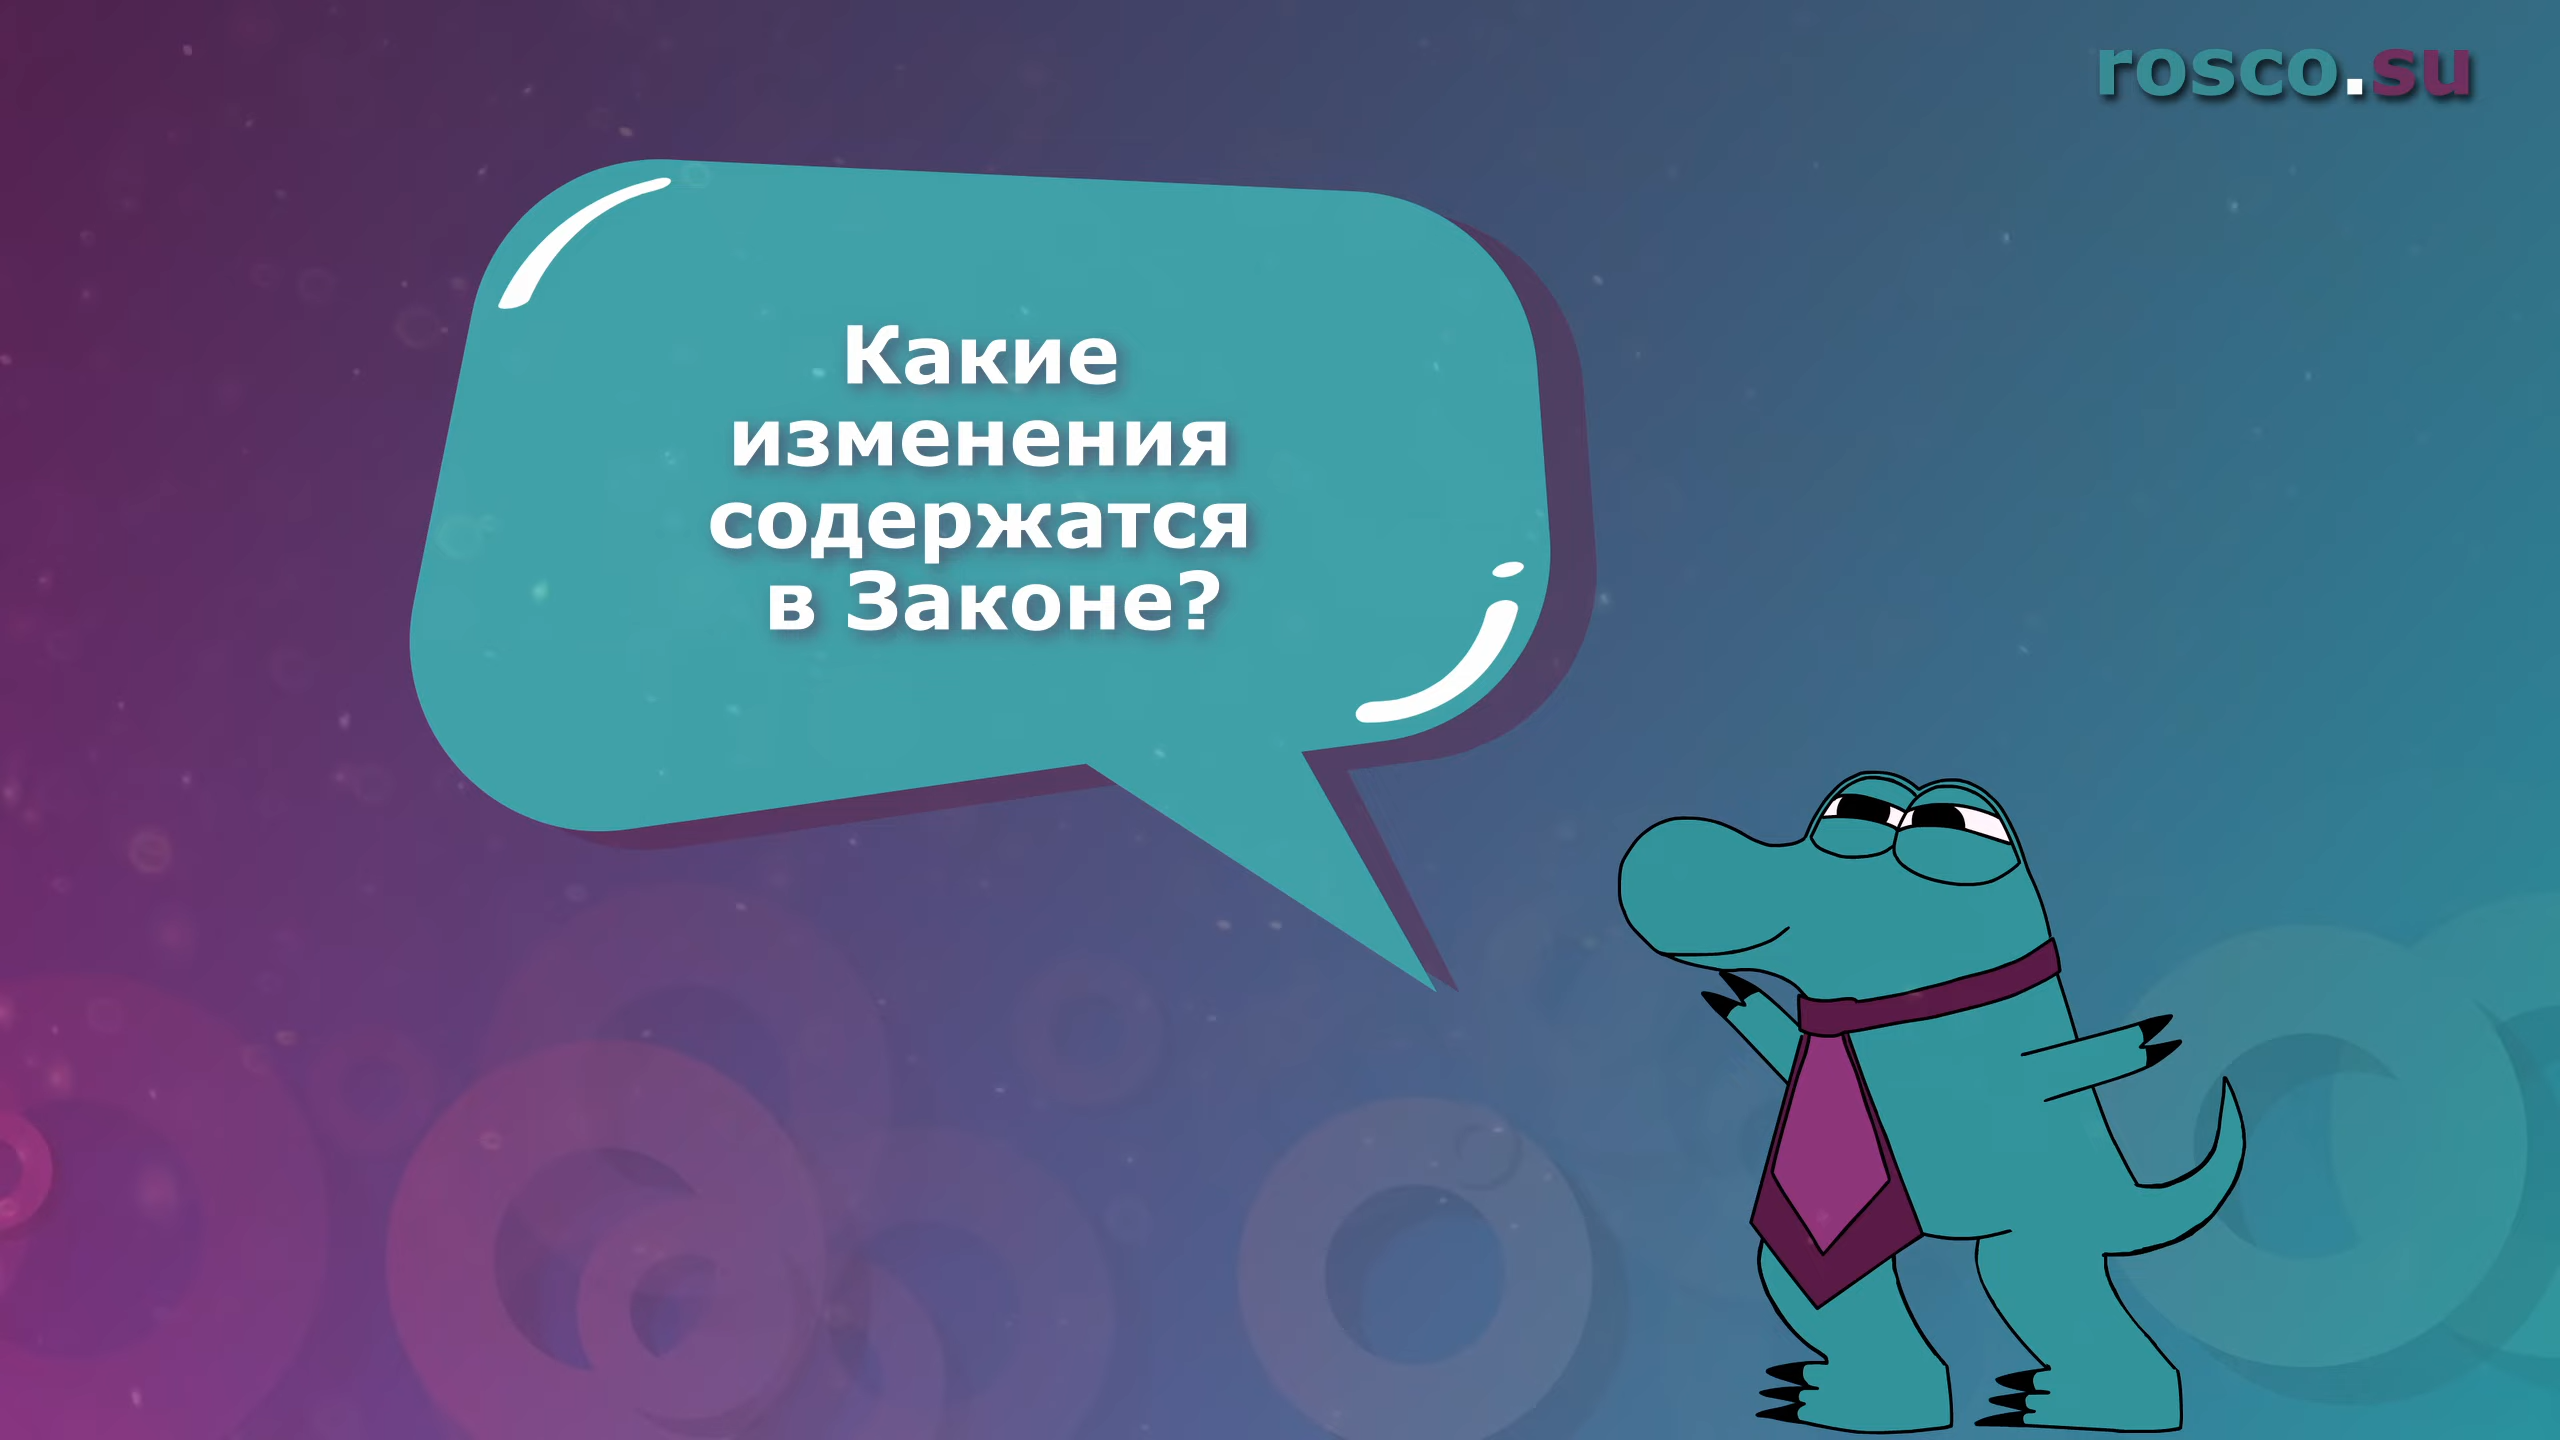 rosco.su
Какие
изменения
содержатся
в Законе?